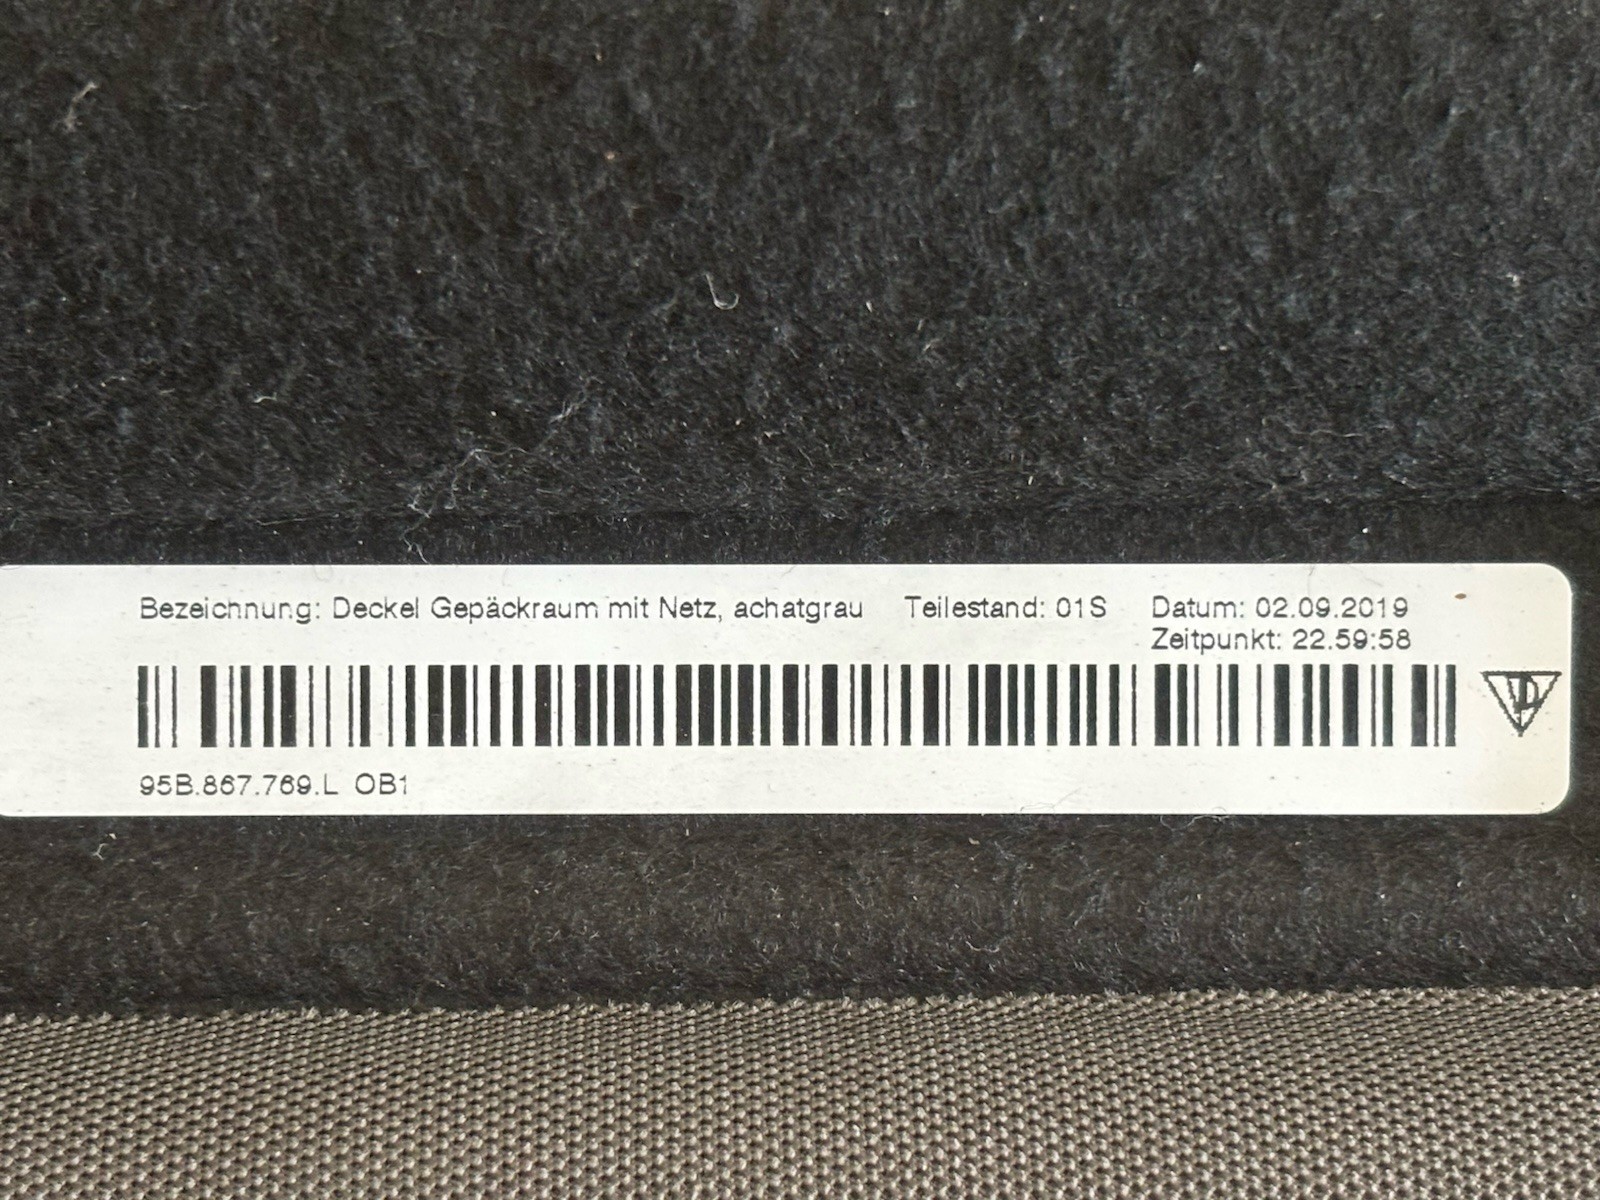 Bezeichnung: Deckel Gepäckraum mit Netz, achatgrau Teilestand: 01S Datum: 02.09.2019
Zeitpunkt: 22.59:58
95B.867.769.L OB1